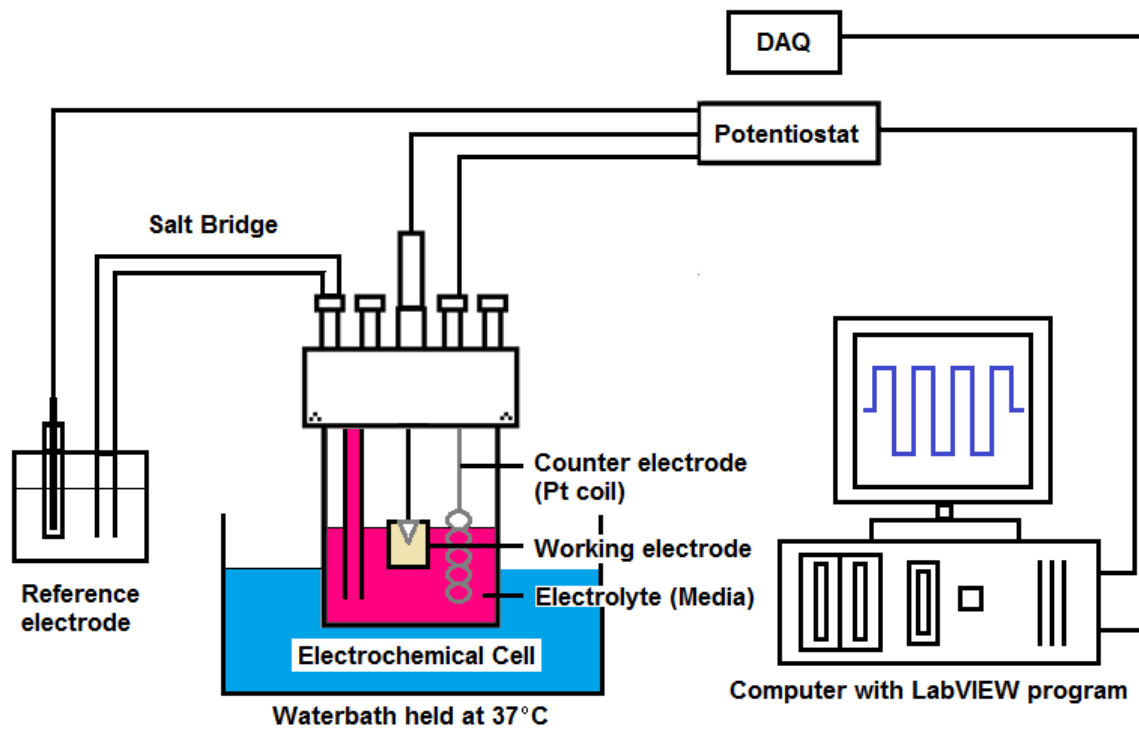 DAQ
Potentiostat
Salt Bridge
Counter electrode
(Pt coil)
Working electrode
Electrolyte (Media)
Reference
electrode
Electrochemical Cell
Waterbath held at 37°C
Computer with LabVIEW program